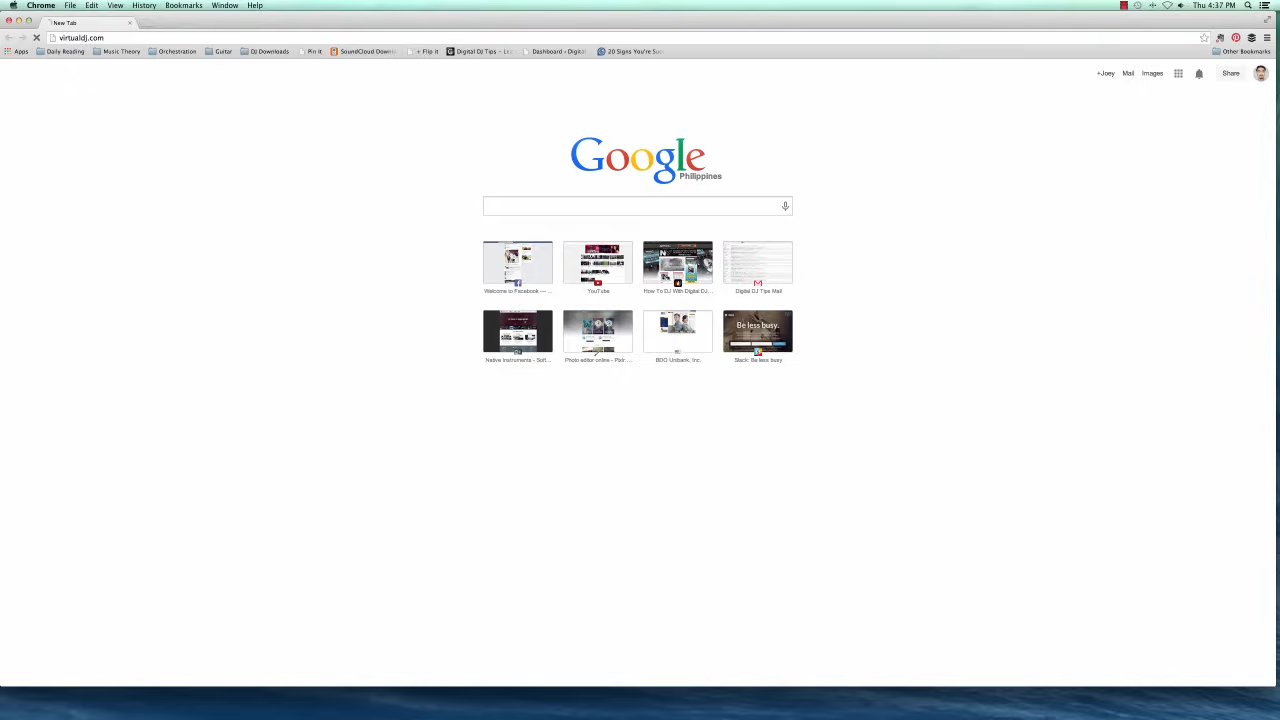 Chrome File Edit View History Bookmarks Window Help Thu 4:37 PM
New Tab
virtualdj.com
Apps Daily Reading Music Theory Orchestration Guitar DJ Downloads Pin It SoundCloud Downl + Flip it Digital DJ Tips – Lea Dashboard ‹ Digital 20 Signs You're Suc Other Bookmarks
+Joey Mail Images Share
Google
Philippines
Welcome to Facebook — ... YouTube How To DJ With Digital DJ... Digital DJ Tips Mail
Be less busy.
Native Instruments - Soft... Photo editor online - Pixlr... BDO Unibank, Inc. Slack: Be less busy